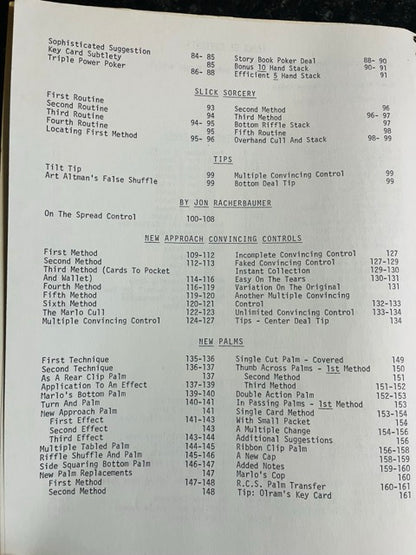 Sophisticated Suggestion
Key Card Subtlety 84- 85
Triple Power Poker 85
86- 88
Story Book Poker Deal 88- 90
Bonus 10 Hand Stack 90- 91
Efficient 5 Hand Stack 91
SLICK SORCERY
First Routine 93
Second Routine 94
Third Routine 94- 95
Fourth Routine 95- 96
Locating First Method
Second Method 96
Third Method 96- 97
Bottom Riffle Stack 97
Fifth Routine 98
Overhand Cull And Stack 98- 99
TIPS
Tilt Tip 99
Art Altman's False Shuffle 99
Multiple Convincing Control 99
Bottom Deal Tip 99
BY JON RACHERBAUMER
On The Spread Control 100-108
NEW APPROACH CONVINCING CONTROLS
First Method 109-112
Second Method 112-113
Third Method (Cards To Pocket
And Wallet) 114-116
Fourth Method 116-119
Fifth Method 119-120
Sixth Method 120-121
The Marlo Cull 122-123
Multiple Convincing Control 124-127
Incomplete Convincing Control 127
Faked Convincing Control 127-129
Instant Collection 129-130
Easy On The Tears 130-131
Variation On The Original 131
Another Multiple Convincing
Control 132-133
Unlimited Convincing Control 133-134
Tips - Center Deal Tip 134
NEW PALMS
First Technique 135-136
Second Technique 136-137
As A Rear Clip Palm 137
Application To An Effect 137-139
Marlo's Bottom Palm 139-140
Turn And Palm 140-141
New Approach Palm 141
First Effect 141-143
Second Effect 143
Third Effect 143-144
Multiple Tabled Palm 144-145
Riffle Shuffle And Palm 145-146
Side Squaring Bottom Palm 146-147
New Palm Replacements 147
First Method 147-148
Second Method 148
Single Cut Palm - Covered 149
Thumb Across Palms - 1st Method 150
Second Method 151
Third Method 151-152
Double Action Palm 152-153
In Passing Palms - 1st Method 153
Single Card Method 153-154
With Small Packet 154
A Multiple Change 154-156
Additional Suggestions 156
Ribbon Clip Palm 156-158
A New Cap 158-159
Added Notes 159-160
Marlo's Cop 160
R.C.S. Palm Transfer 160-161
Tip: Olram's Key Card 161